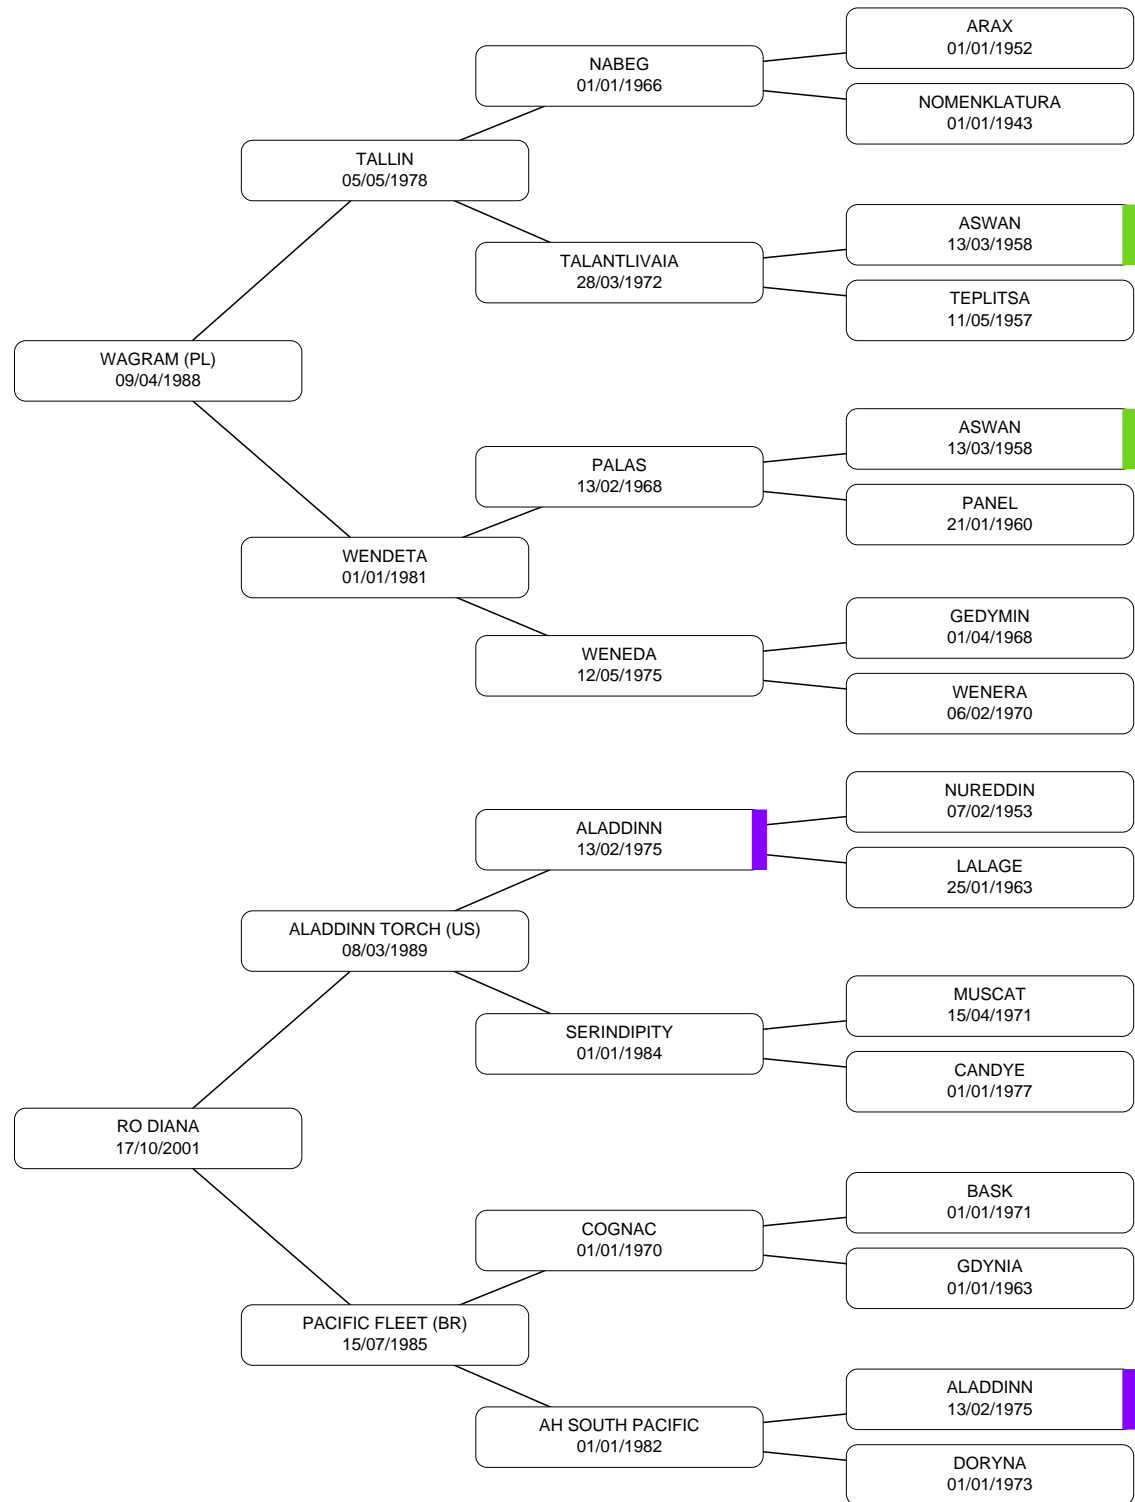 ARAX
01/01/1952
NABEG
01/01/1966
NOMENKLATURA
01/01/1943
TALLIN
05/05/1978
ASWAN
13/03/1958
TALANTLIVAIA
28/03/1972
TEPLITSA
11/05/1957
WAGRAM (PL)
09/04/1988
ASWAN
13/03/1958
PALAS
13/02/1968
PANEL
21/01/1960
WENDETA
01/01/1981
GEDYMIN
01/04/1968
WENEDA
12/05/1975
WENERA
06/02/1970
NUREDDIN
07/02/1953
ALADDINN
13/02/1975
LALAGE
25/01/1963
ALADDINN TORCH (US)
08/03/1989
MUSCAT
15/04/1971
SERINDIPITY
01/01/1984
CANDYE
01/01/1977
RO DIANA
17/10/2001
BASK
01/01/1971
COGNAC
01/01/1970
GDYNIA
01/01/1963
PACIFIC FLEET (BR)
15/07/1985
ALADDINN
13/02/1975
AH SOUTH PACIFIC
01/01/1982
DORYNA
01/01/1973